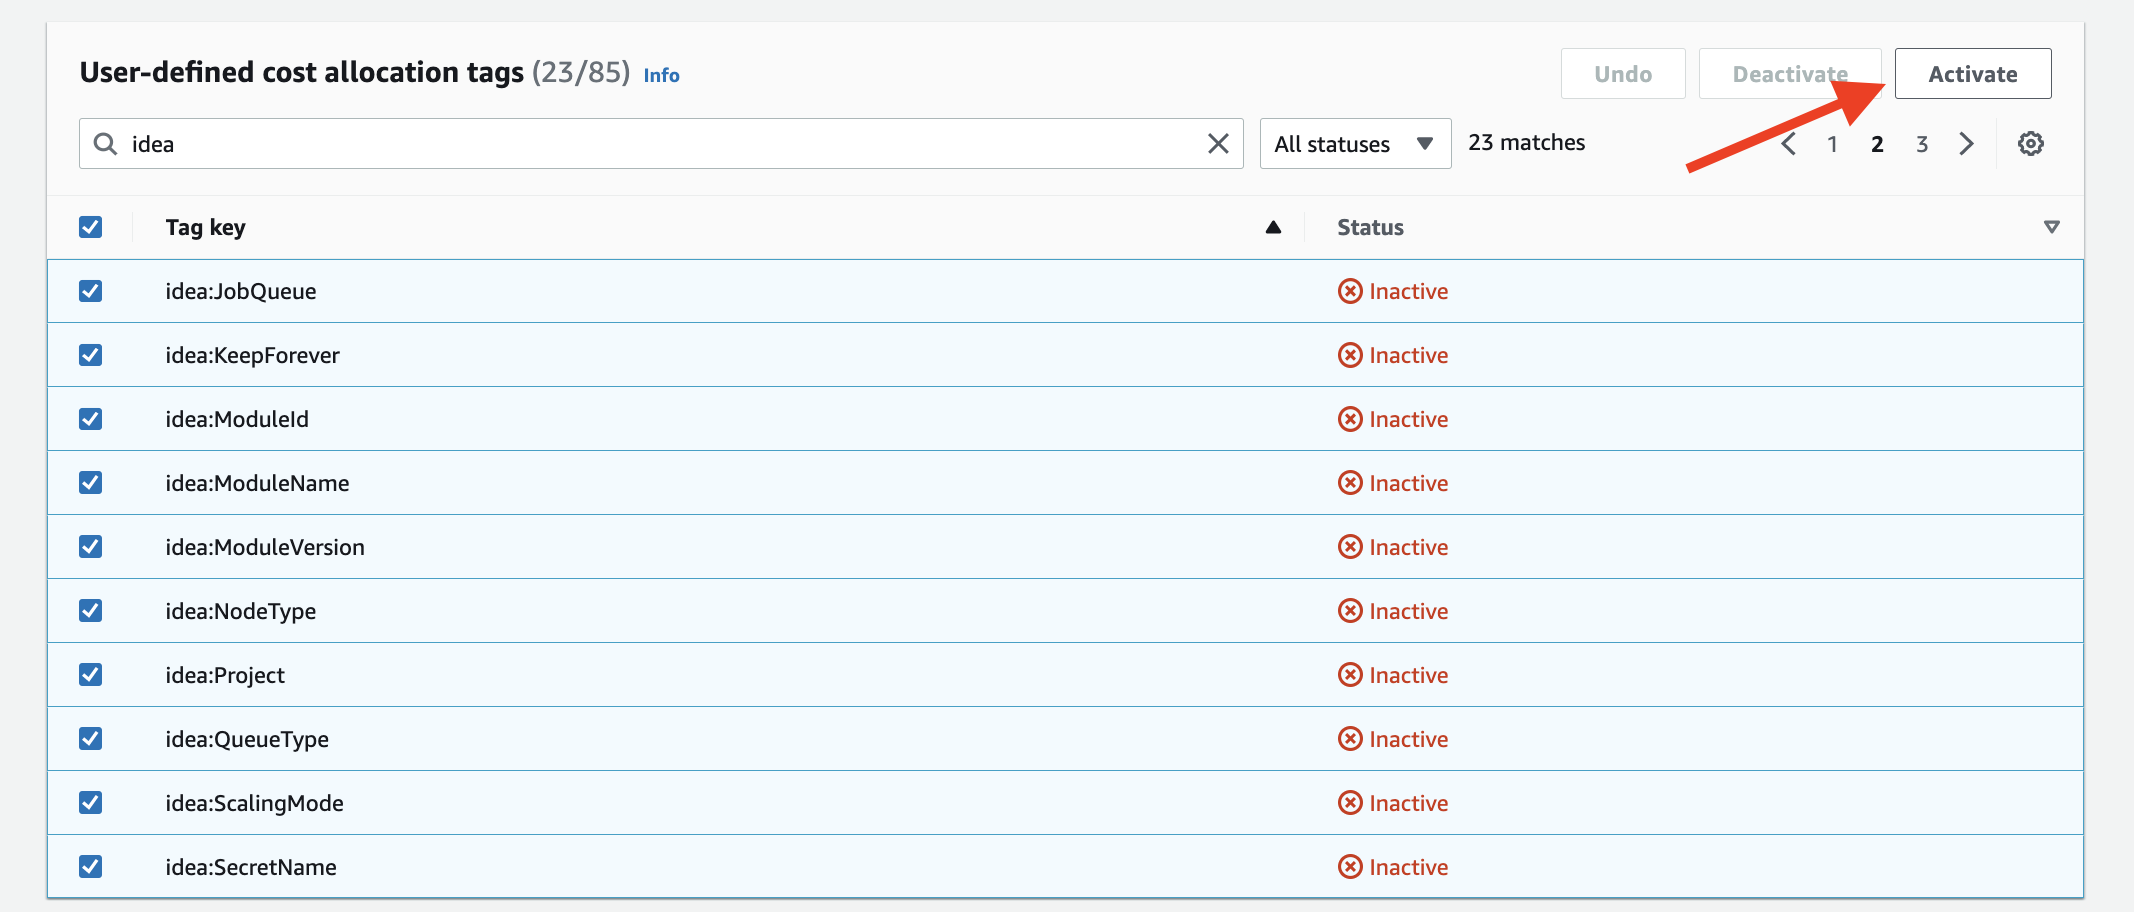 User-defined cost allocation tags (23/85) Info
Undo Deactivate Activate
idea All statuses 23 matches 1 2 3
Tag key Status
idea:JobQueue Inactive
idea:KeepForever Inactive
idea:ModuleId Inactive
idea:ModuleName Inactive
idea:ModuleVersion Inactive
idea:NodeType Inactive
idea:Project Inactive
idea:QueueType Inactive
idea:ScalingMode Inactive
idea:SecretName Inactive